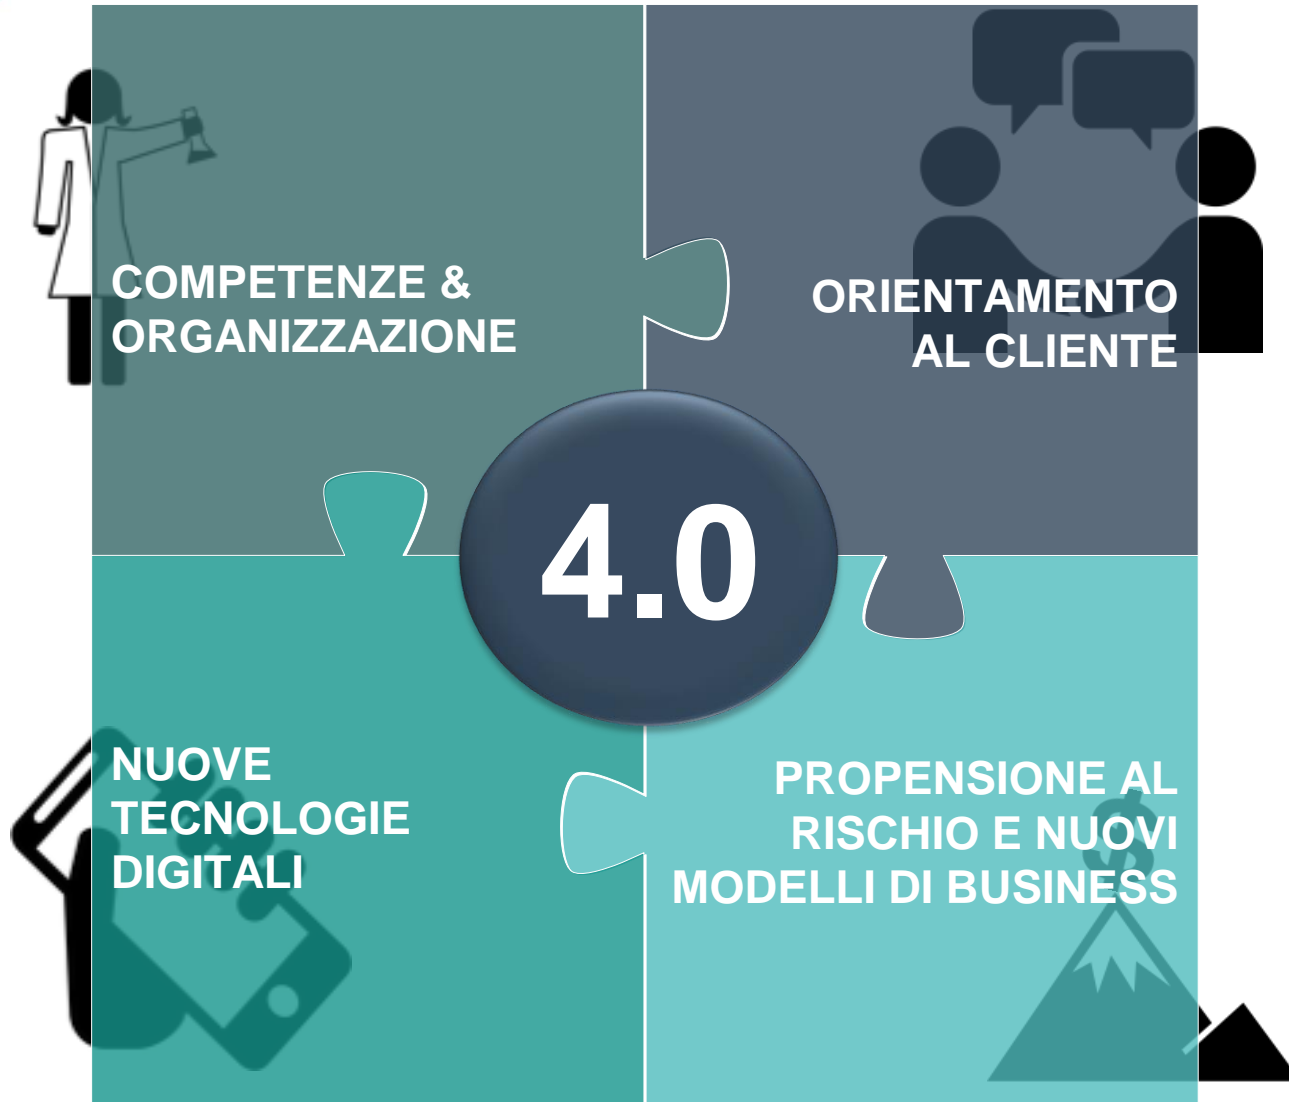 COMPETENZE &
ORGANIZZAZIONE
ORIENTAMENTO
AL CLIENTE
4.0
NUOVE
TECNOLOGIE
DIGITALI
PROPENSIONE AL
RISCHIO E NUOVI
MODELLI DI BUSINESS
$